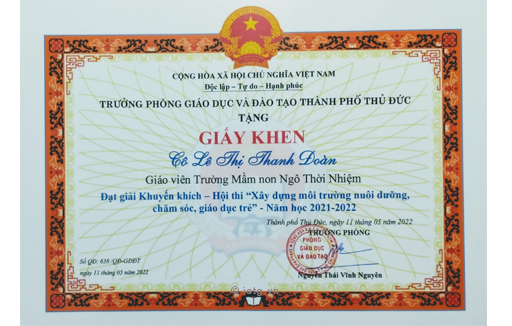 CỘNG HÒA XÃ HỘI CHỦ NGHĨA VIỆT NAM
Độc lập – Tự do – Hạnh phúc
TRƯỞNG PHÒNG GIÁO DỤC VÀ ĐÀO TẠO THÀNH PHỐ THỦ ĐỨC
TẶNG
GIẤY KHEN
Cô Lê Thị Thanh Đoàn
Giáo viên Trường Mầm non Ngô Thời Nhiệm
Đạt giải Khuyến khích – Hội thi “Xây dựng môi trường nuôi dưỡng,
chăm sóc, giáo dục trẻ” - Năm học 2021-2022
Thành phố Thủ Đức, ngày 11 tháng 05 năm 2022
TRƯỞNG PHÒNG
PHÒNG
GIÁO DỤC
VÀ ĐÀO TẠO
Số QĐ: 638 /QĐ-GDĐT
ngày 11 tháng 05 năm 2022
Nguyễn Thái Vĩnh Nguyên